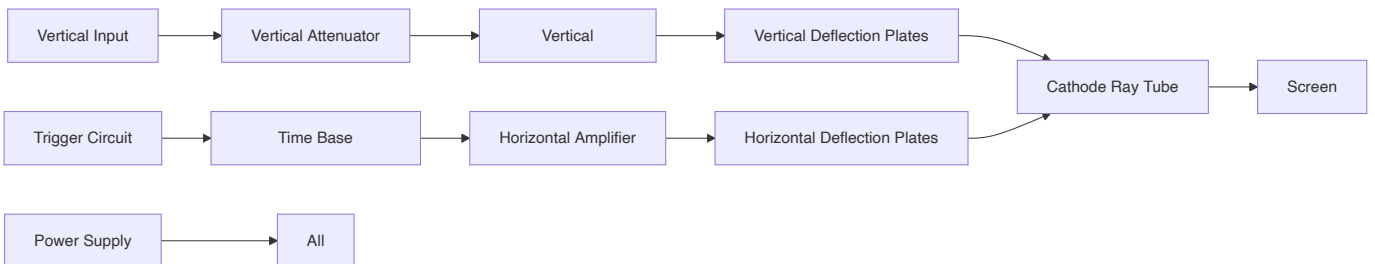 Vertical Input
Vertical Attenuator
Vertical
Vertical Deflection Plates
Cathode Ray Tube
Screen
Trigger Circuit
Time Base
Horizontal Amplifier
Horizontal Deflection Plates
Power Supply
All